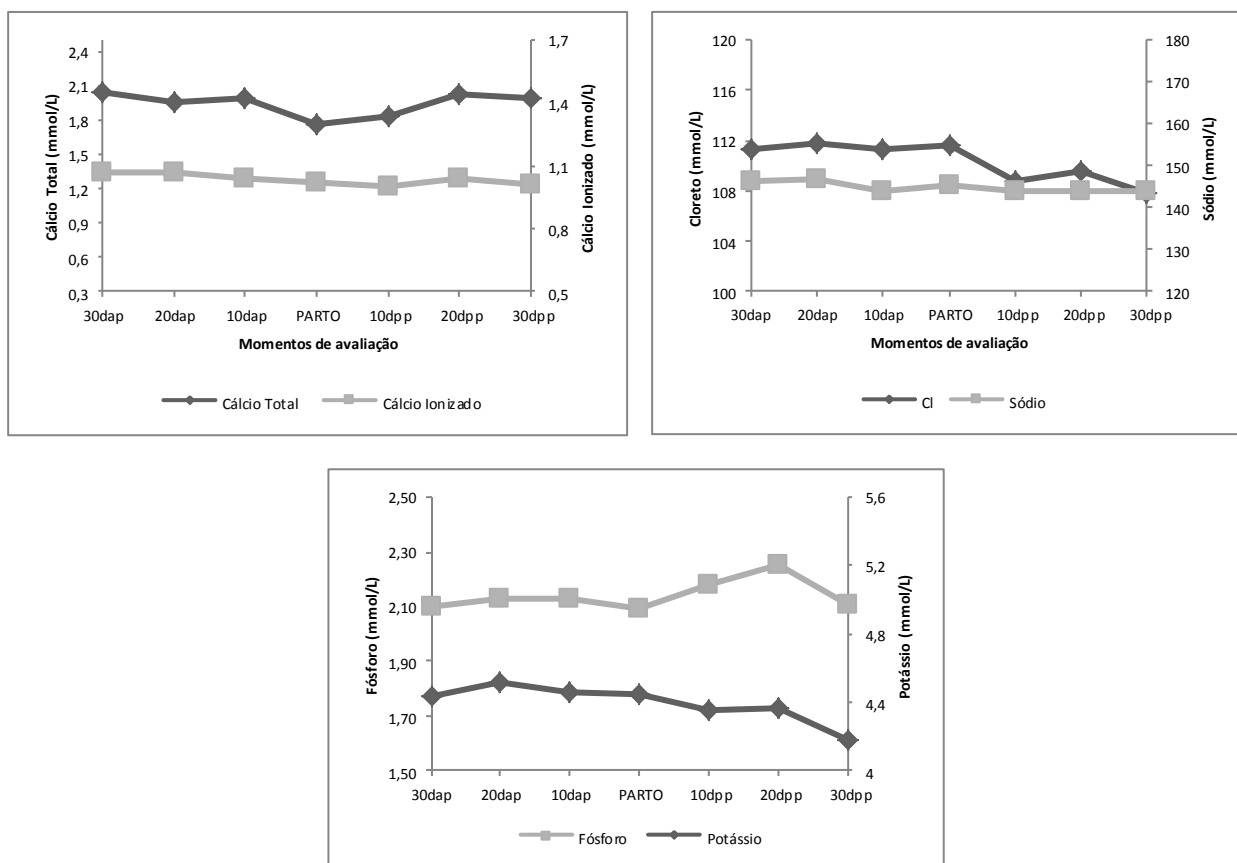 Cálcio Total (mmol/L)
2,4
2,1
1,8
1,5
1,2
0,9
0,6
0,3
1,7
1,4
1,1
0,8
0,5
Cálcio Ionizado (mmol/L)
30dap 20dap 10dap PARTO 10dpp 20dpp 30dpp
Momentos de avaliação
Cálcio Total Cálcio Ionizado
Cloreto (mmol/L)
120
116
112
108
104
100
180
170
160
150
140
130
120
Sódio (mmol/L)
30dap 20dap 10dap PARTO 10dpp 20dpp 30dpp
Momentos de avaliação
Cl Sódio
Fósforo (mmol/L)
2,50
2,30
2,10
1,90
1,70
1,50
5,6
5,2
4,8
4,4
4
Potássio (mmol/L)
30dap 20dap 10dap PARTO 10dpp 20dpp 30dpp
Fósforo Potássio